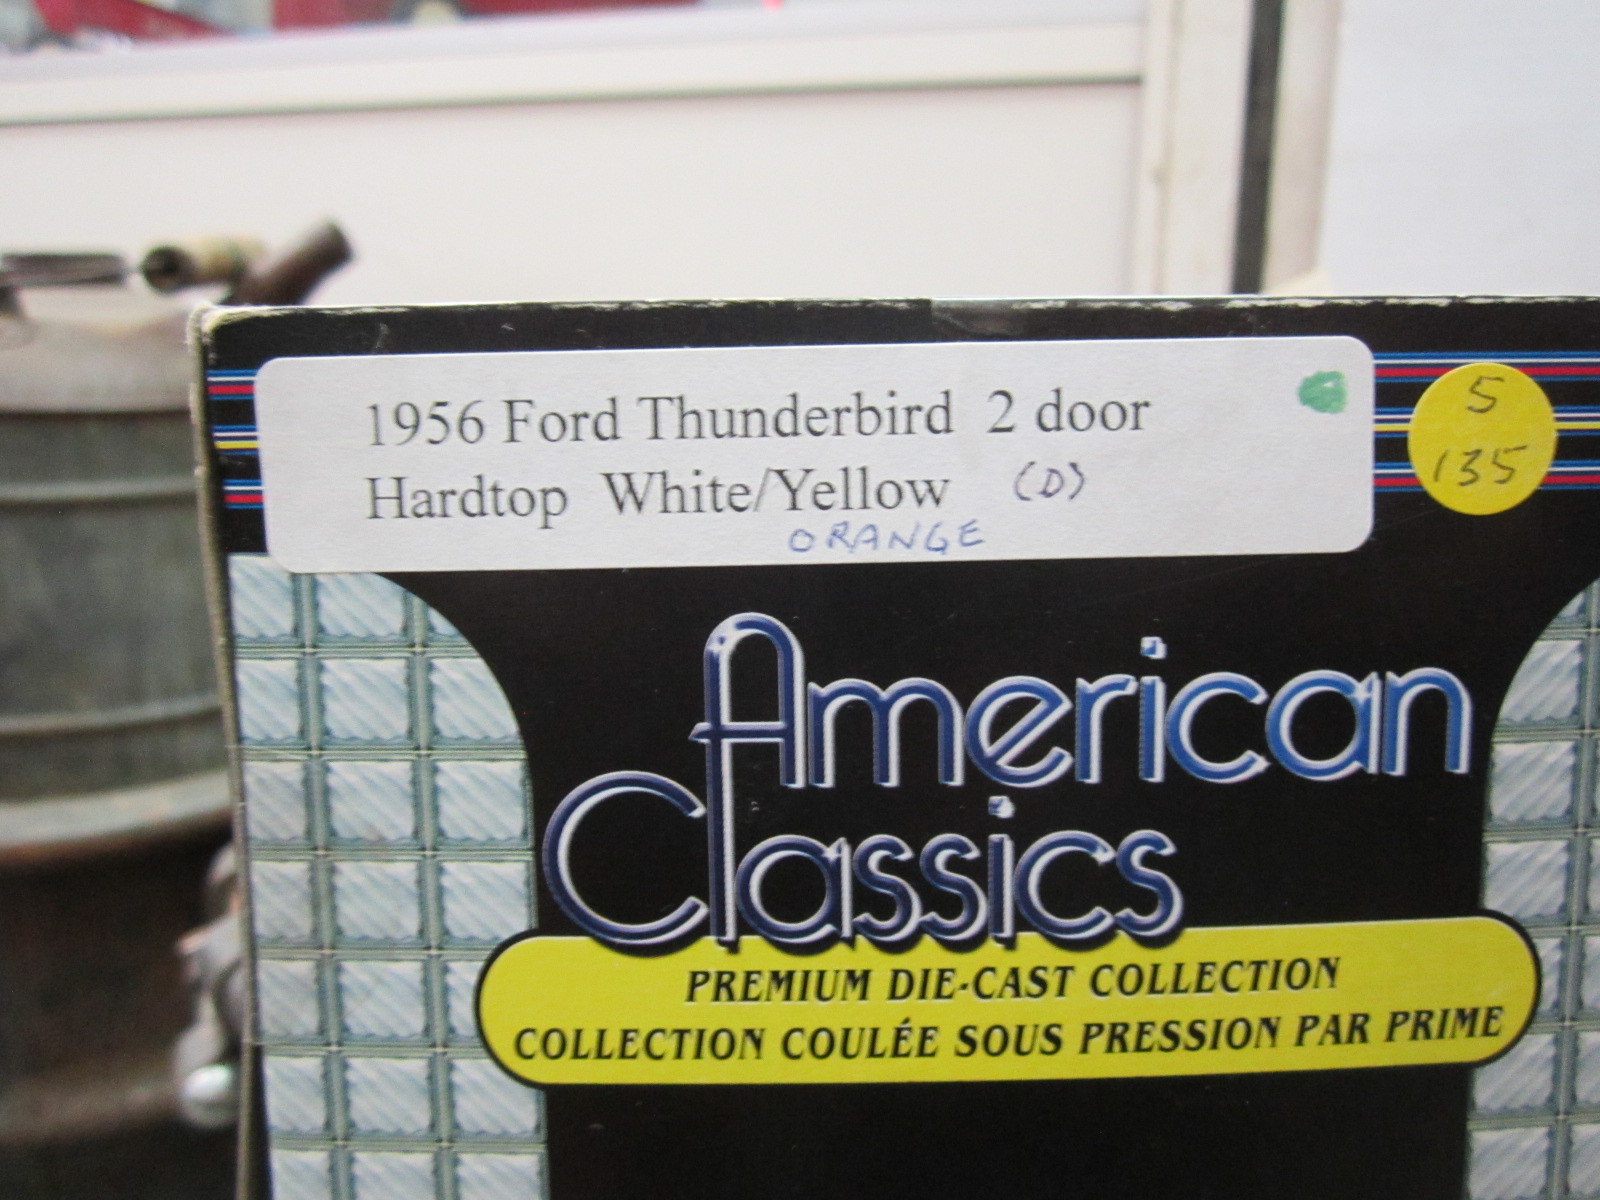 1956 Ford Thunderbird 2 door
Hardtop White/Yellow (D)
ORANGE
5
135
American
Classics
PREMIUM DIE-CAST COLLECTION
COLLECTION COULÉE SOUS PRESSION PAR PRIME